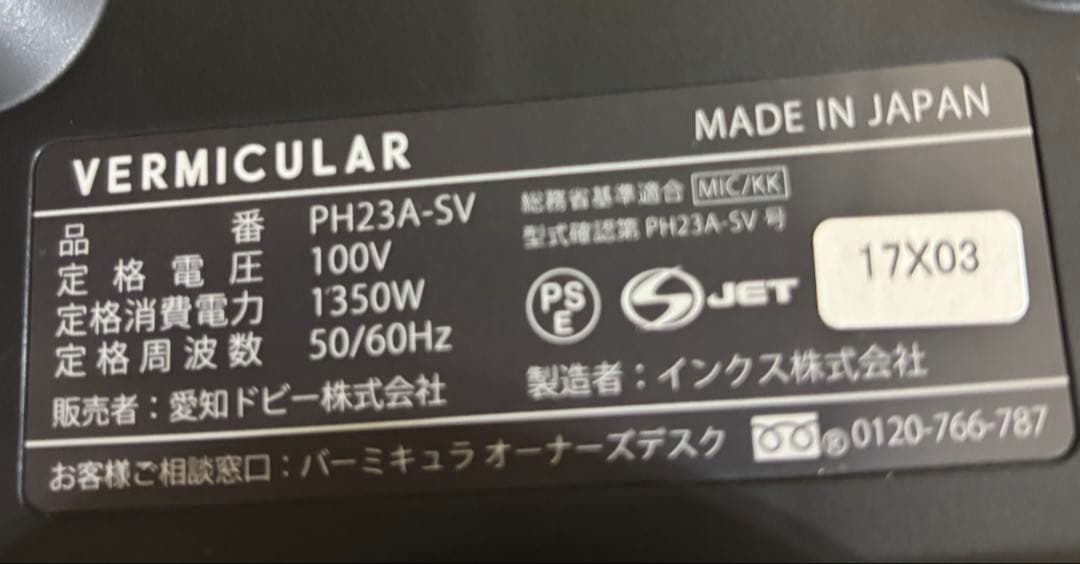 VERMICULAR MADE IN JAPAN
品番 PH23A-SV
定格電圧 100V
定格消費電力 1350W
定格周波数 50/60Hz
販売者：愛知ドビー株式会社
総務省基準適合 MIC/KK
型式確認第 PH23A-SV 号
PS
E
JET
17X03
製造者：インクス株式会社
お客様ご相談窓口：バーミキュラ オーナーズデスク ® 0120-766-787